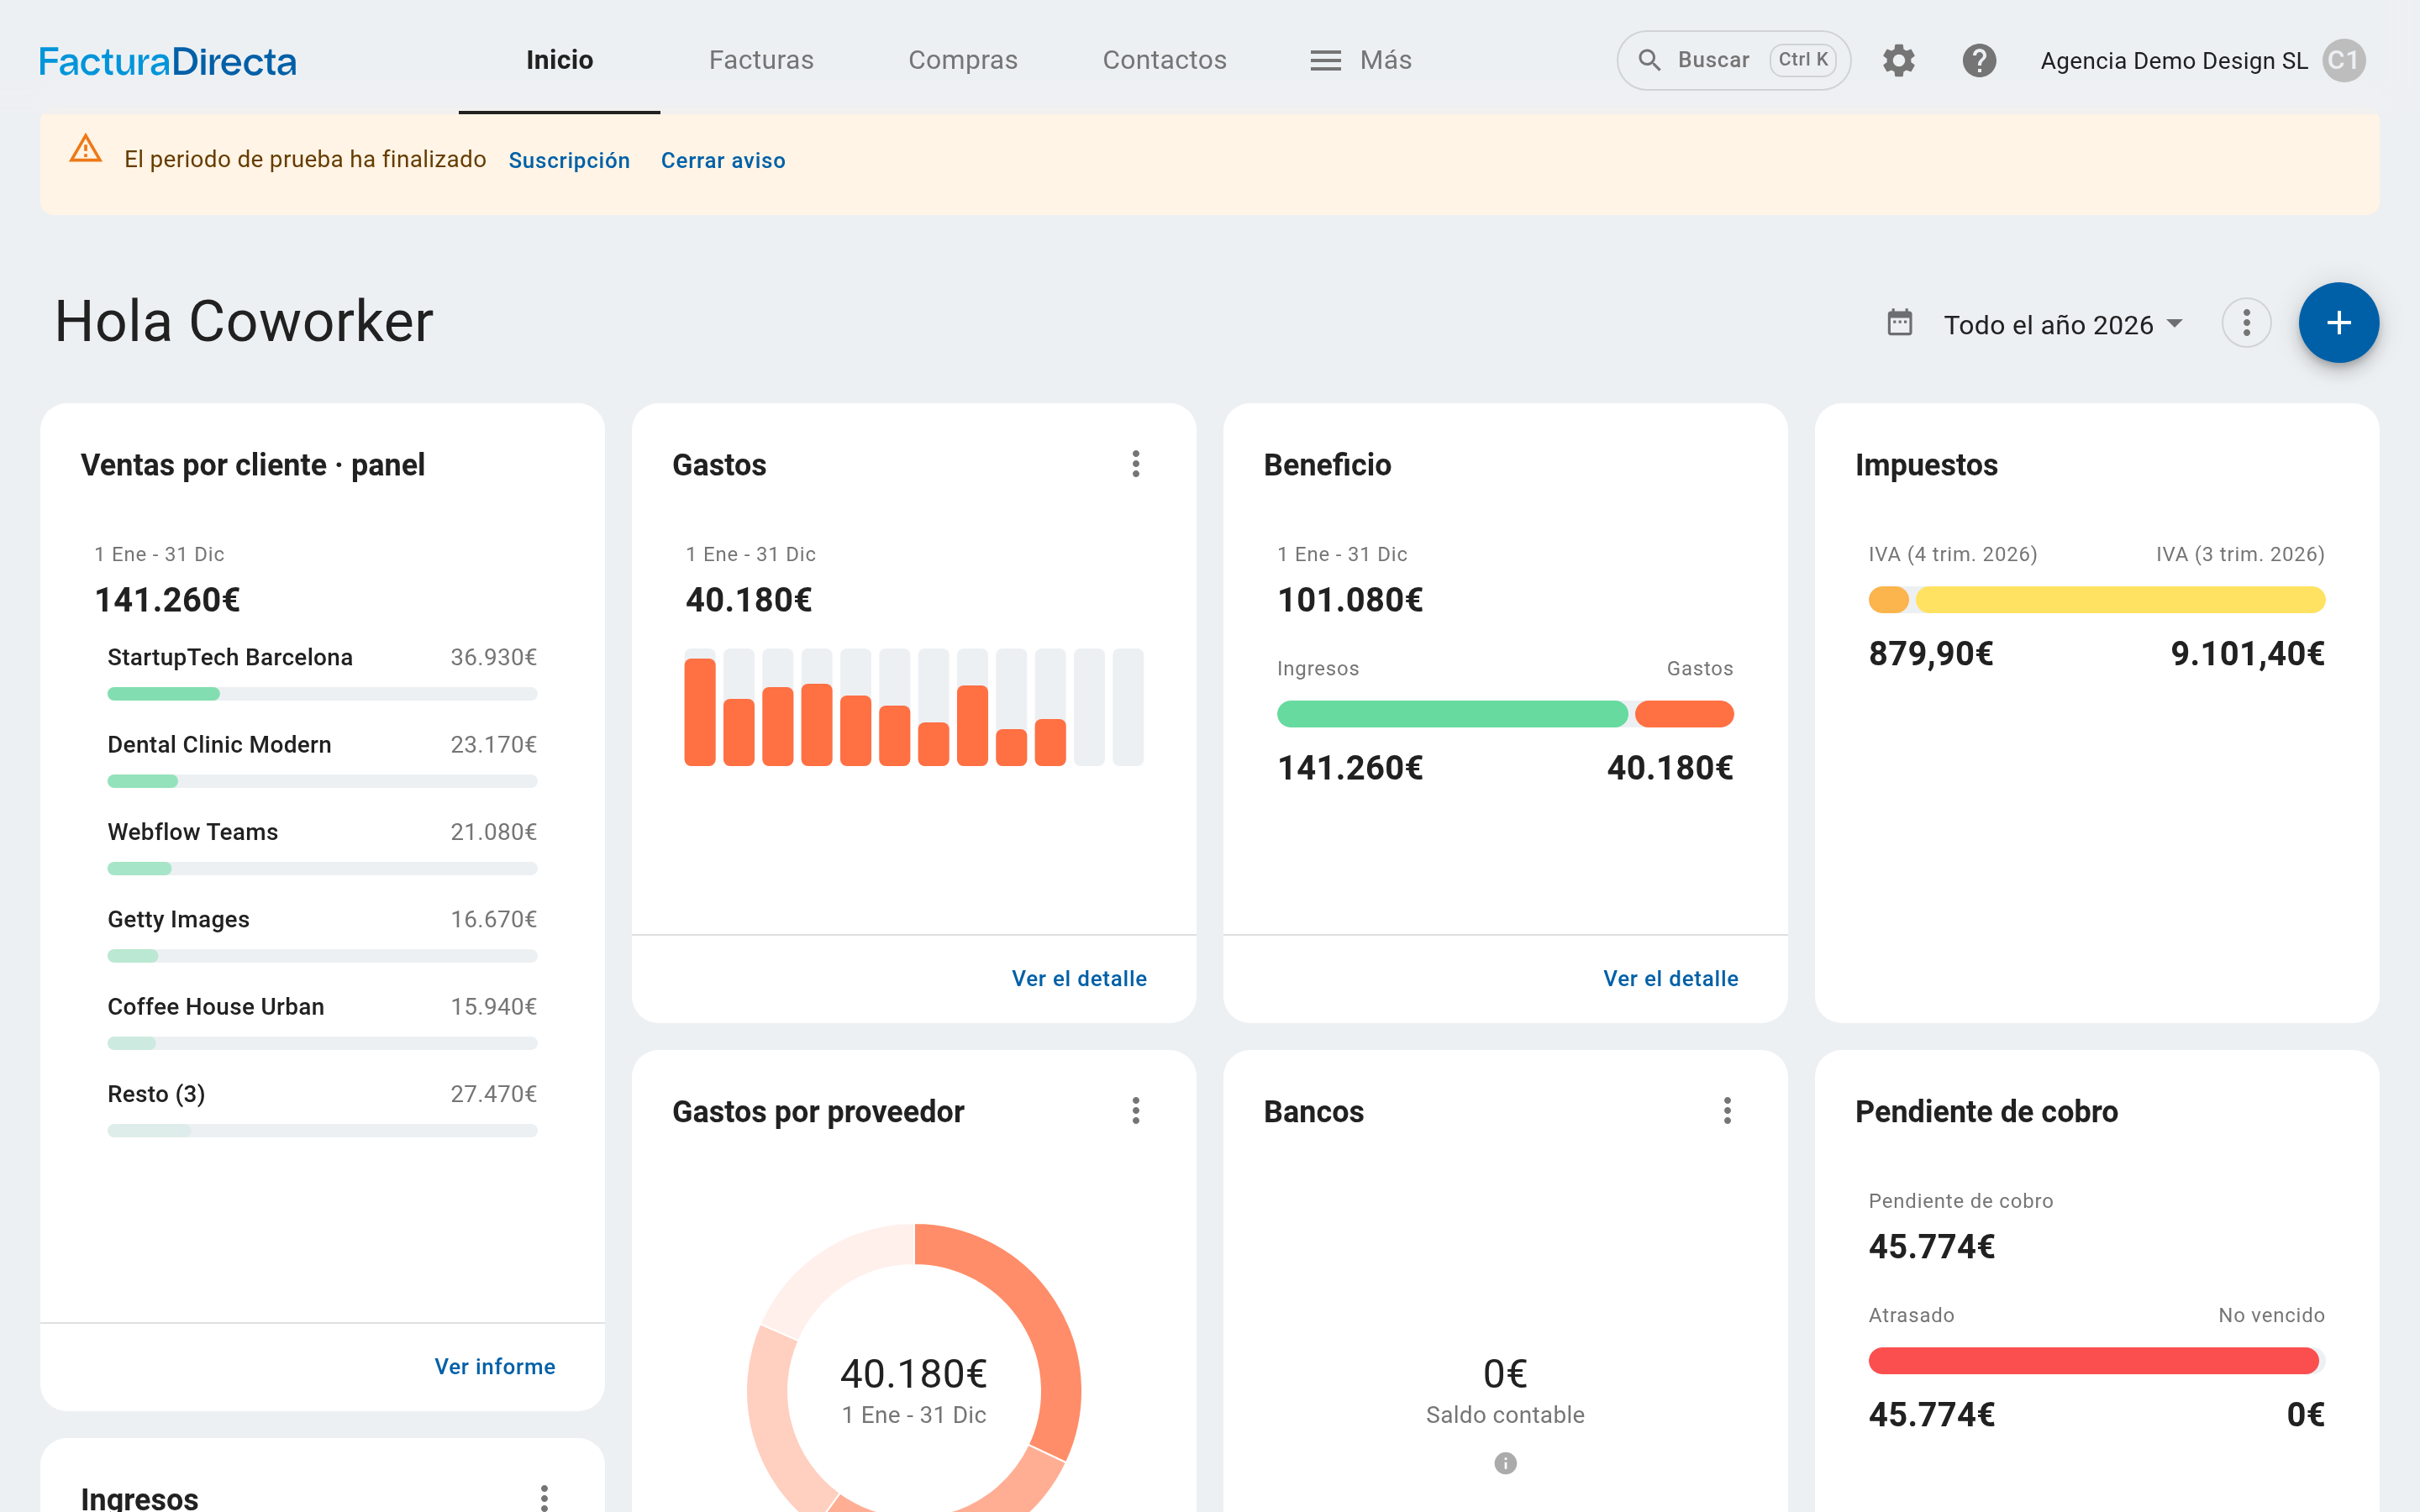 FacturaDirecta
Inicio
Facturas
Compras
Contactos
Más
Buscar
Ctrl K
?
Agencia Demo Design SL
C1
El periodo de prueba ha finalizado
Suscripción
Cerrar aviso
Hola Coworker
Todo el año 2026
+
Ventas por cliente · panel
1 Ene - 31 Dic
141.260€
StartupTech Barcelona 36.930€
Dental Clinic Modern 23.170€
Webflow Teams 21.080€
Getty Images 16.670€
Coffee House Urban 15.940€
Resto (3) 27.470€
Ver informe
Gastos
1 Ene - 31 Dic
40.180€
Ver el detalle
Beneficio
1 Ene - 31 Dic
101.080€
Ingresos Gastos
141.260€ 40.180€
Ver el detalle
Impuestos
IVA (4 trim. 2026) IVA (3 trim. 2026)
879,90€ 9.101,40€
Gastos por proveedor
40.180€
1 Ene - 31 Dic
Bancos
0€
Saldo contable
Pendiente de cobro
Pendiente de cobro
45.774€
Atrasado No vencido
45.774€ 0€
Ingresos